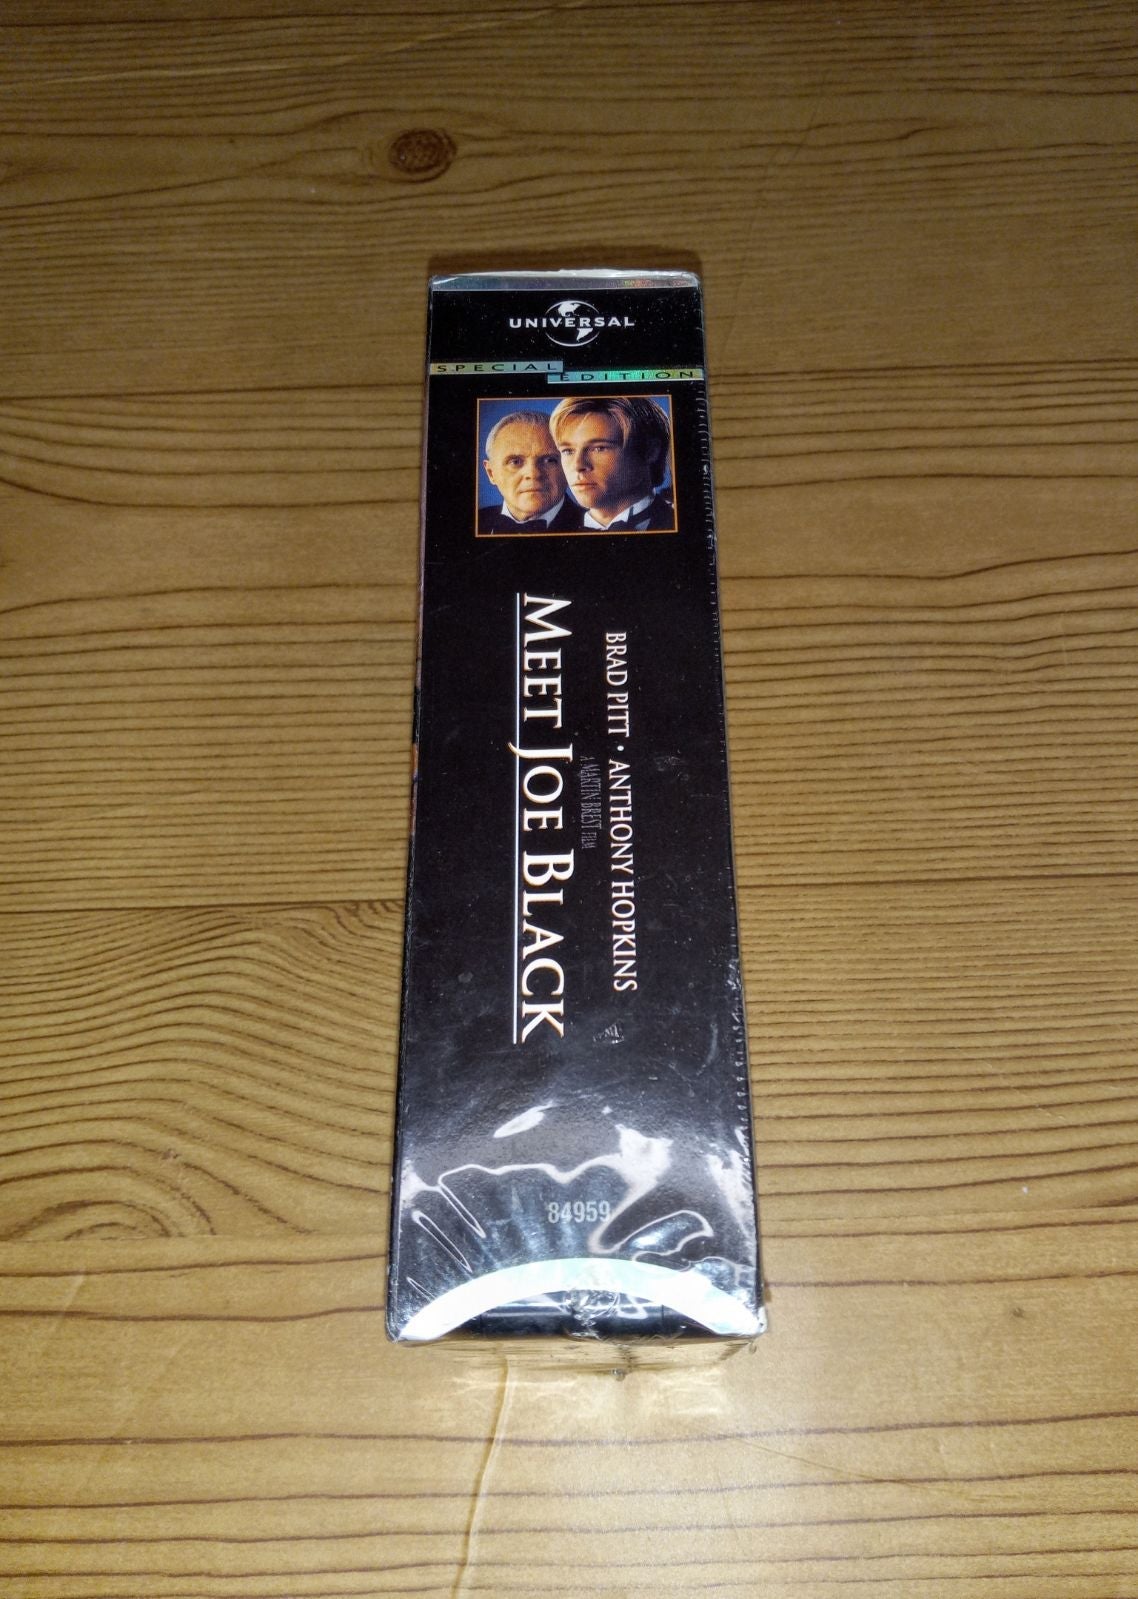 UNIVERSAL
SPECIAL
EDITION
BRAD PITT • ANTHONY HOPKINS
A MARTIN BREST FILM
MEET JOE BLACK
84959